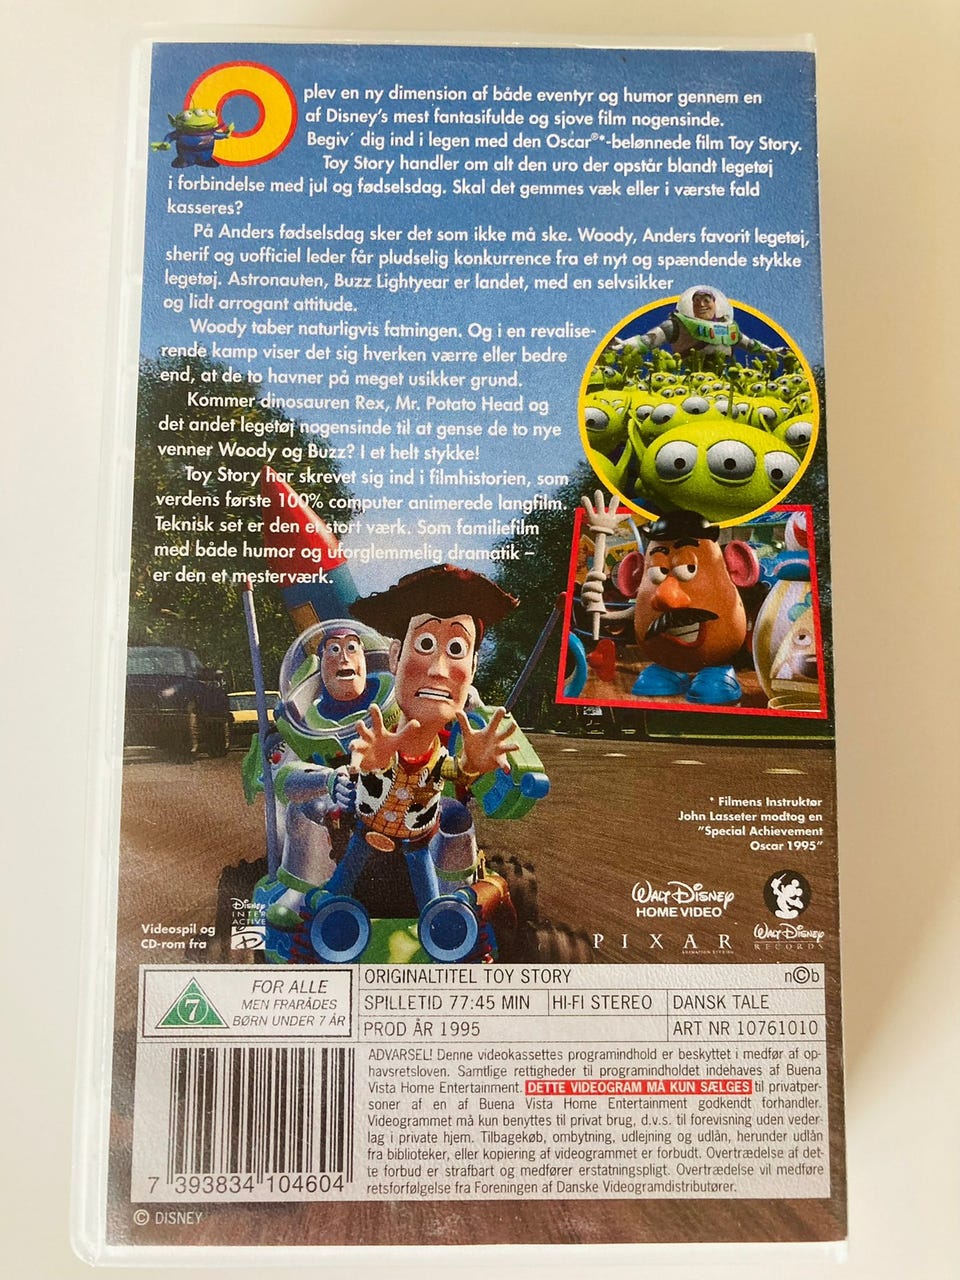 Oplev en ny dimension af både eventyr og humor gennem en
af Disney's mest fantasifulde og sjove film nogensinde.
Begiv´ dig ind i legen med den Oscar®*-belønnede film Toy Story.
Toy Story handler om alt den uro der opstår blandt legetøj
i forbindelse med jul og fødselsdag. Skal det gemmes væk eller i værste fald
kasseres?
På Anders fødselsdag sker det som ikke må ske. Woody, Anders favorit legetøj,
sherif og uofficiel leder får pludselig konkurrence fra et nyt og spændende stykke
legetøj. Astronauten, Buzz Lightyear er landet, med en selvsikker
og lidt arrogant attitude.
Woody taber naturligvis fatningen. Og i en revalise-
rende kamp viser det sig hverken værre eller bedre
end, at de to havner på meget usikker grund.
Kommer dinosauren Rex, Mr. Potato Head og
det andet legetøj nogensinde til at gense de to nye
venner Woody og Buzz? I et helt stykke!
Toy Story har skrevet sig ind i filmhistorien, som
verdens første 100% computer animerede langfilm.
Teknisk set er den et stort værk. Som familiefilm
med både humor og uforglemmelig dramatik –
er den et mesterværk.
* Filmens Instruktør
John Lasseter modtog en
"Special Achievement
Oscar 1995"
Videospil og
CD-rom fra
Disney
INTER
ACTIVE
WALT DISNEY
HOME VIDEO
PIXAR
ANIMATION STUDIOS
WALT DISNEY
RECORDS
7
FOR ALLE
MEN FRARÅDES
BØRN UNDER 7 ÅR
ORIGINALTITEL TOY STORY
n©b
SPILLETID 77:45 MIN
HI-FI STEREO
DANSK TALE
PROD ÅR 1995
ART NR 10761010
ADVARSEL! Denne videokassettes programindhold er beskyttet i medfør af op-
havsretsloven. Samtlige rettigheder til programindholdet indehaves af Buena
Vista Home Entertainment. DETTE VIDEOGRAM MÅ KUN SÆLGES til privatper-
soner af en af Buena Vista Home Entertainment godkendt forhandler.
Videogrammet må kun benyttes til privat brug, d.v.s. til forevisning uden veder-
lag i private hjem. Tilbagekøb, ombytning, udlejning og udlån, herunder udlån
fra biblioteker, eller kopiering af videogrammet er forbudt. Overtrædelse af det-
te forbud er strafbart og medfører erstatningspligt. Overtrædelse vil medføre
retsforfølgelse fra Foreningen af Danske Videogramdistributører.
7 393834 104604
© DISNEY